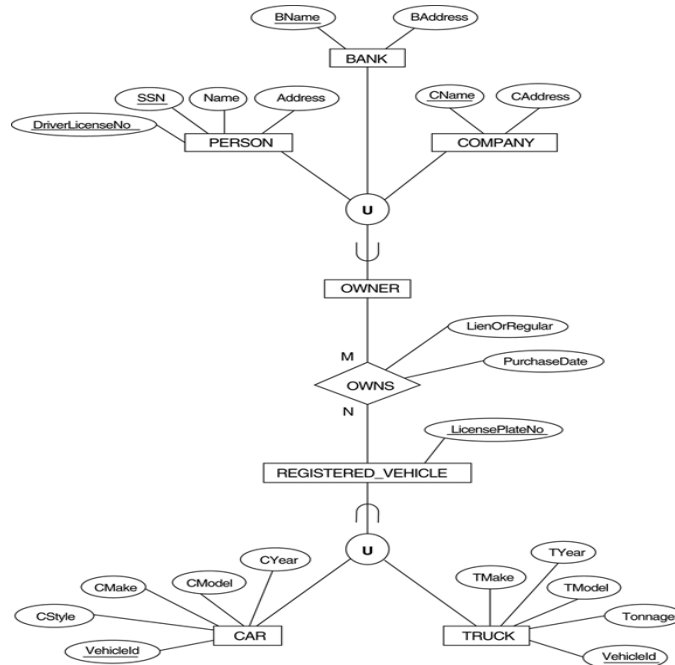 BName
BAddress
BANK
SSN
Name
Address
CName
CAddress
DriverLicenseNo
PERSON
COMPANY
U
OWNER
LienOrRegular
M
PurchaseDate
OWNS
N
LicensePlateNo
REGISTERED_VEHICLE
U
CYear
TYear
CModel
TMake
CMake
TModel
CStyle
Tonnage
CAR
TRUCK
VehicleId
VehicleId